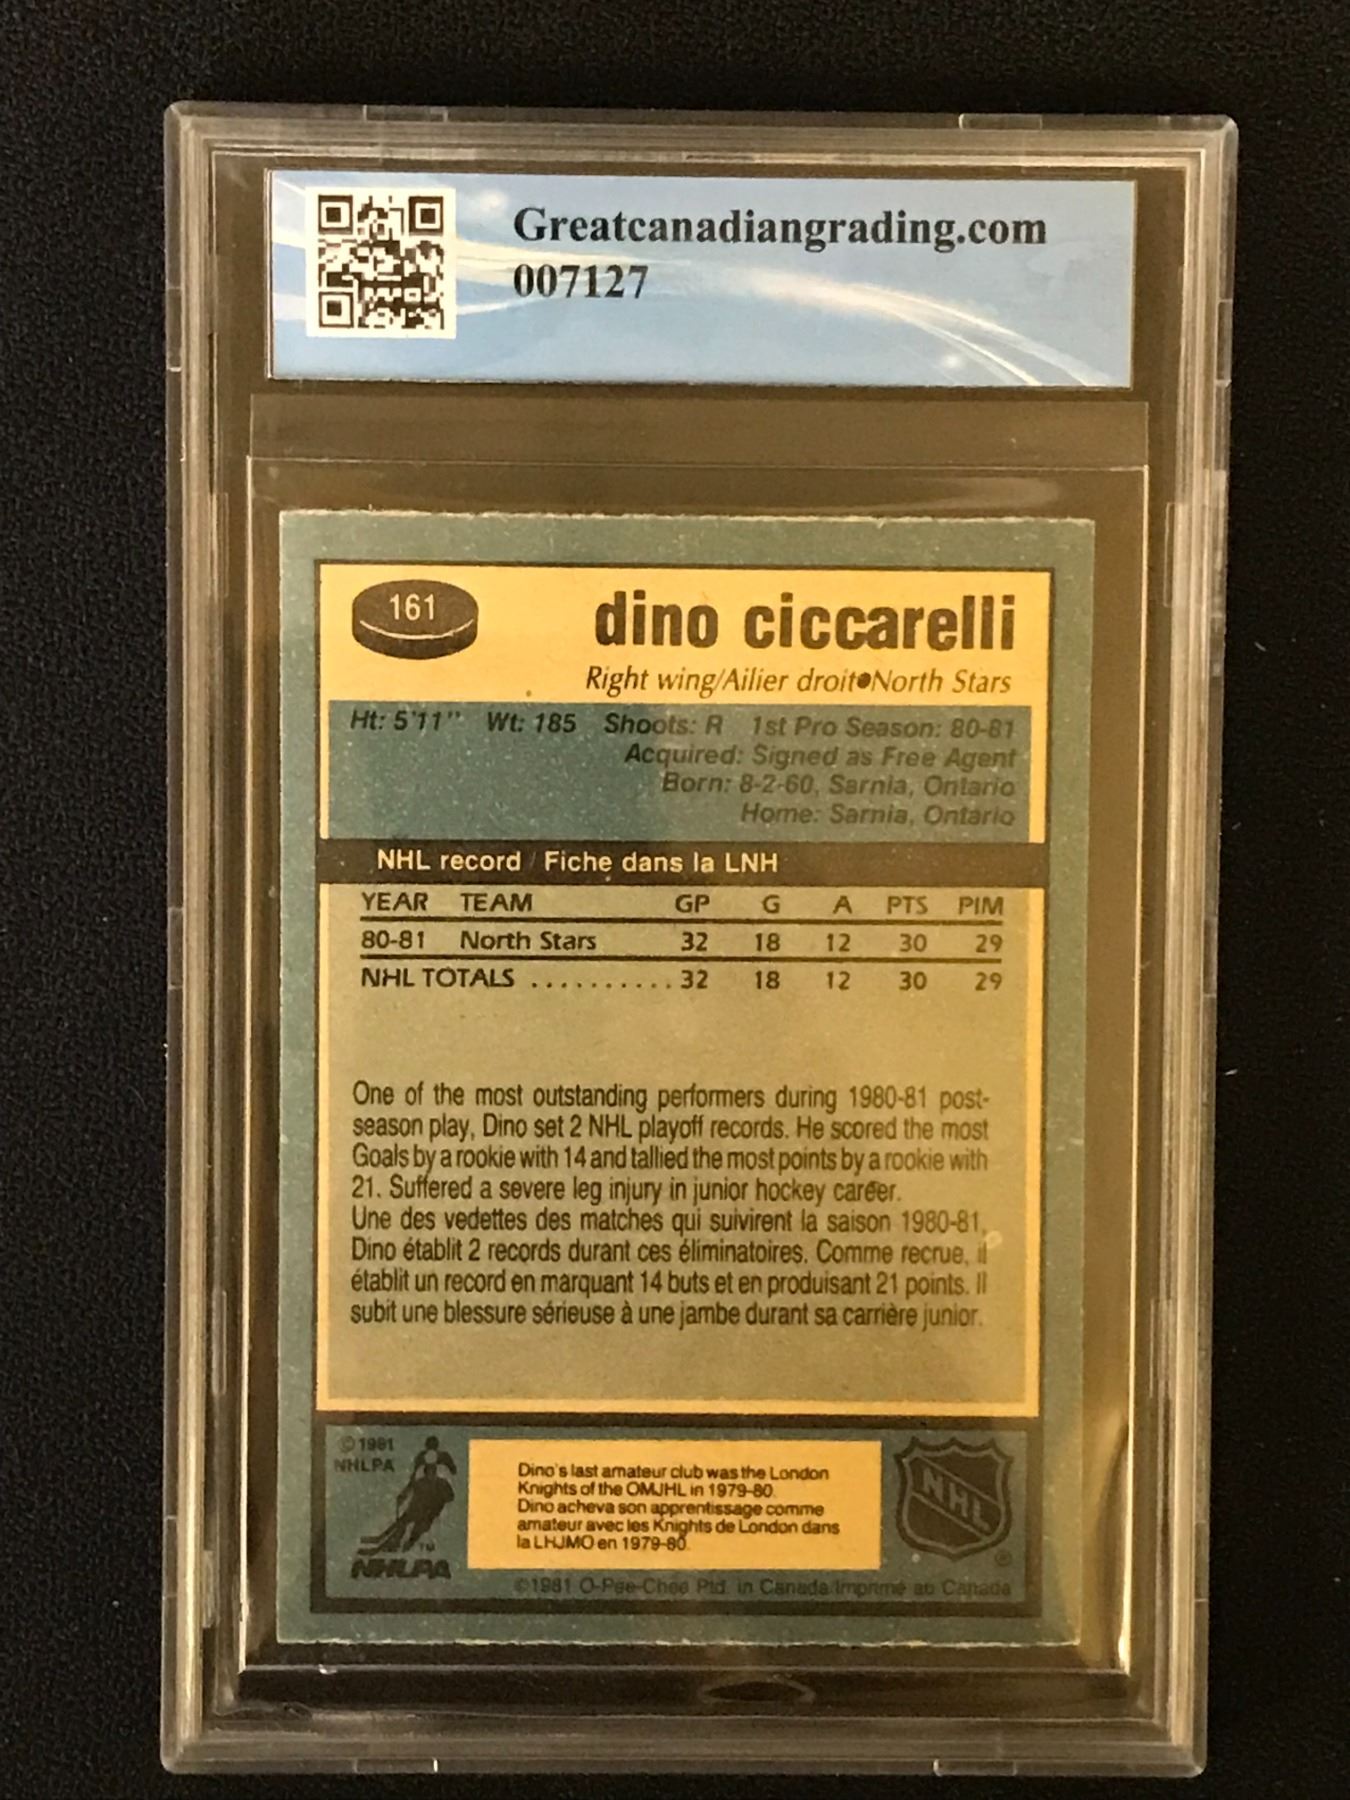 Greatcanadiangrading.com
007127
161
dino ciccarelli
Right wing/Ailier droit●North Stars
Ht: 5'11" Wt: 185 Shoots: R 1st Pro Season: 80-81
Acquired: Signed as Free Agent
Born: 8-2-60, Sarnia, Ontario
Home: Sarnia, Ontario
NHL record / Fiche dans la LNH
YEAR TEAM GP G A PTS PIM
80-81 North Stars 32 18 12 30 29
NHL TOTALS .......... 32 18 12 30 29
One of the most outstanding performers during 1980-81 post-
season play, Dino set 2 NHL playoff records. He scored the most
Goals by a rookie with 14 and tallied the most points by a rookie with
21. Suffered a severe leg injury in junior hockey career.
Une des vedettes des matches qui suivirent la saison 1980-81,
Dino établit 2 records durant ces éliminatoires. Comme recrue, il
établit un record en marquant 14 buts et en produisant 21 points. Il
subit une blessure sérieuse à une jambe durant sa carrière junior.
©1981
NHLPA
TM
NHLPA
Dino's last amateur club was the London
Knights of the OMJHL in 1979-80.
Dino acheva son apprentissage comme
amateur avec les Knights de London dans
la LHJMO en 1979-80.
NHL
®
©1981 O-Pee-Chee Ptd. in Canada/Imprimé au Canada